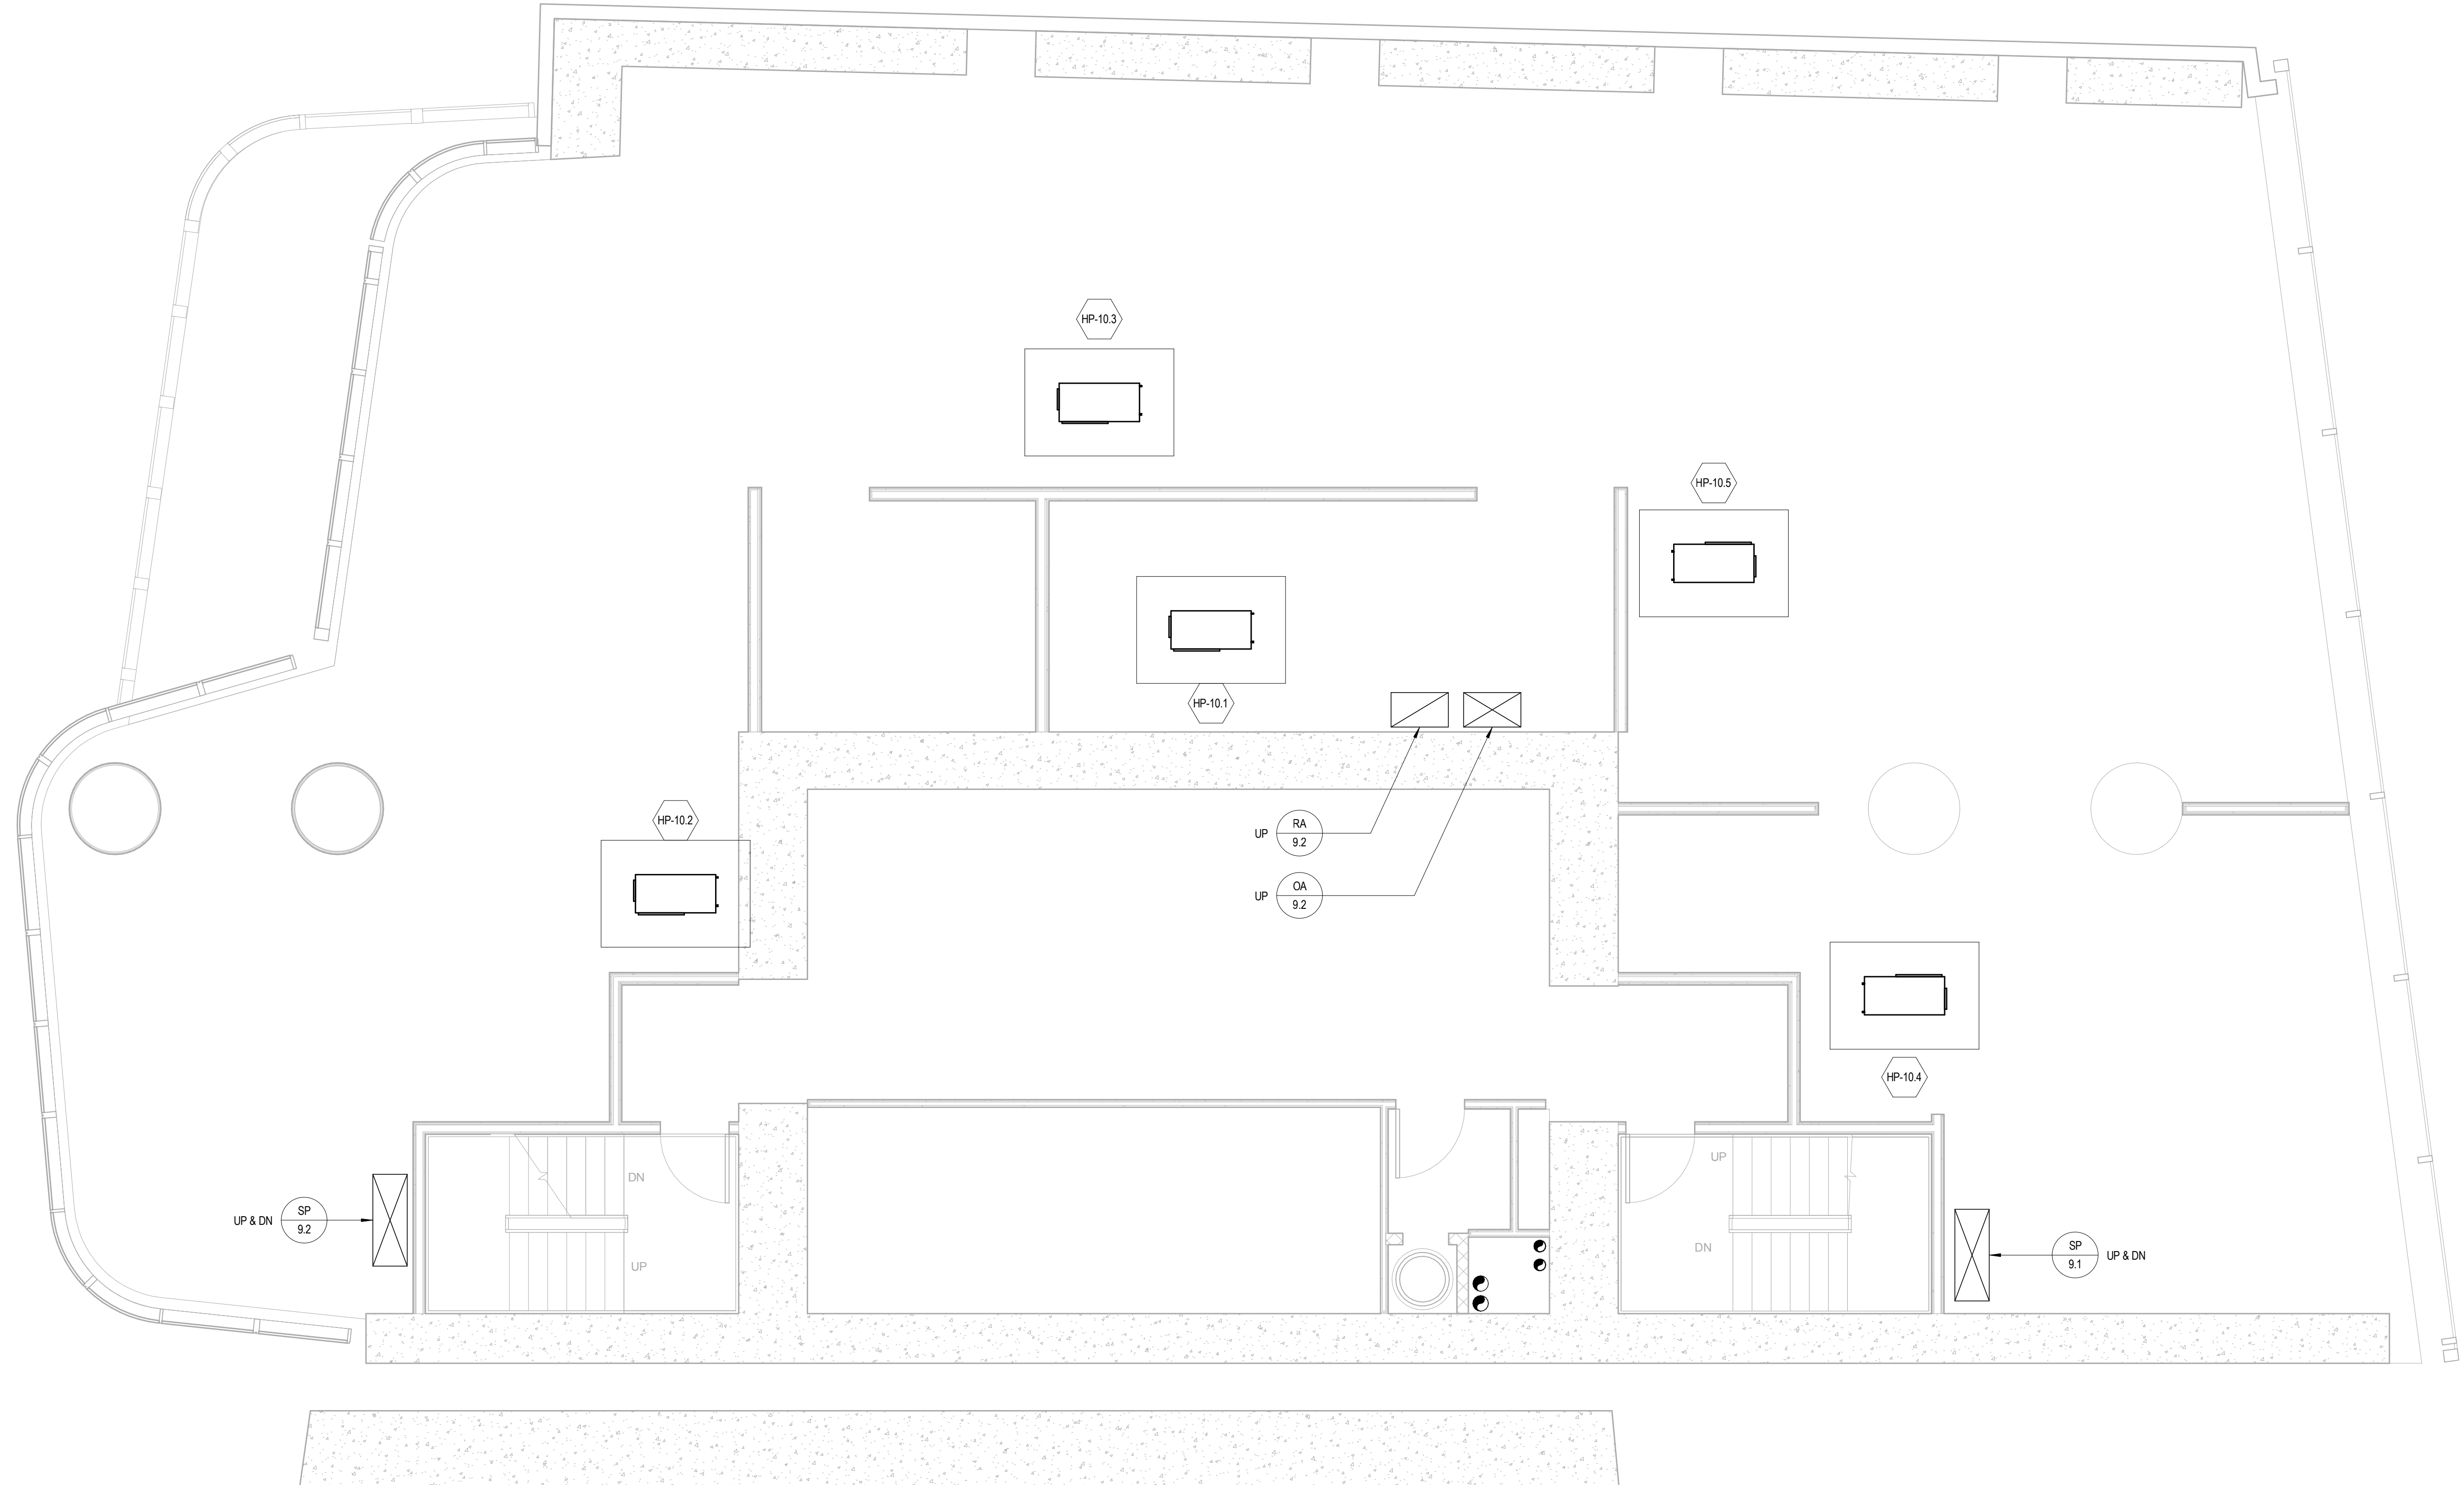 HP-10.3
HP-10.5
HP-10.1
HP-10.2
UP
RA
9.2
UP
OA
9.2
HP-10.4
DN
UP
UP
DN
UP & DN
SP
9.2
SP
9.1
UP & DN